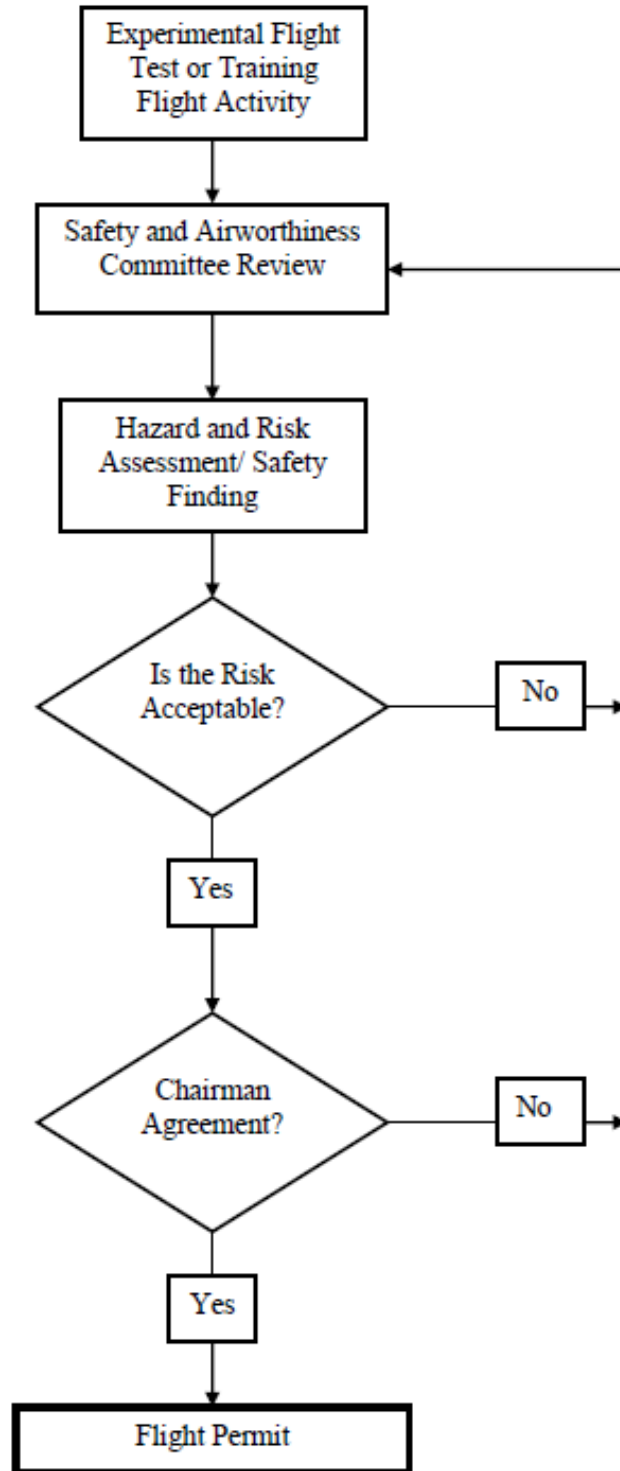 Experimental Flight
Test or Training
Flight Activity
Safety and Airworthiness
Committee Review
Hazard and Risk
Assessment/ Safety
Finding
Is the Risk
Acceptable?
No
Yes
Chairman
Agreement?
No
Yes
Flight Permit